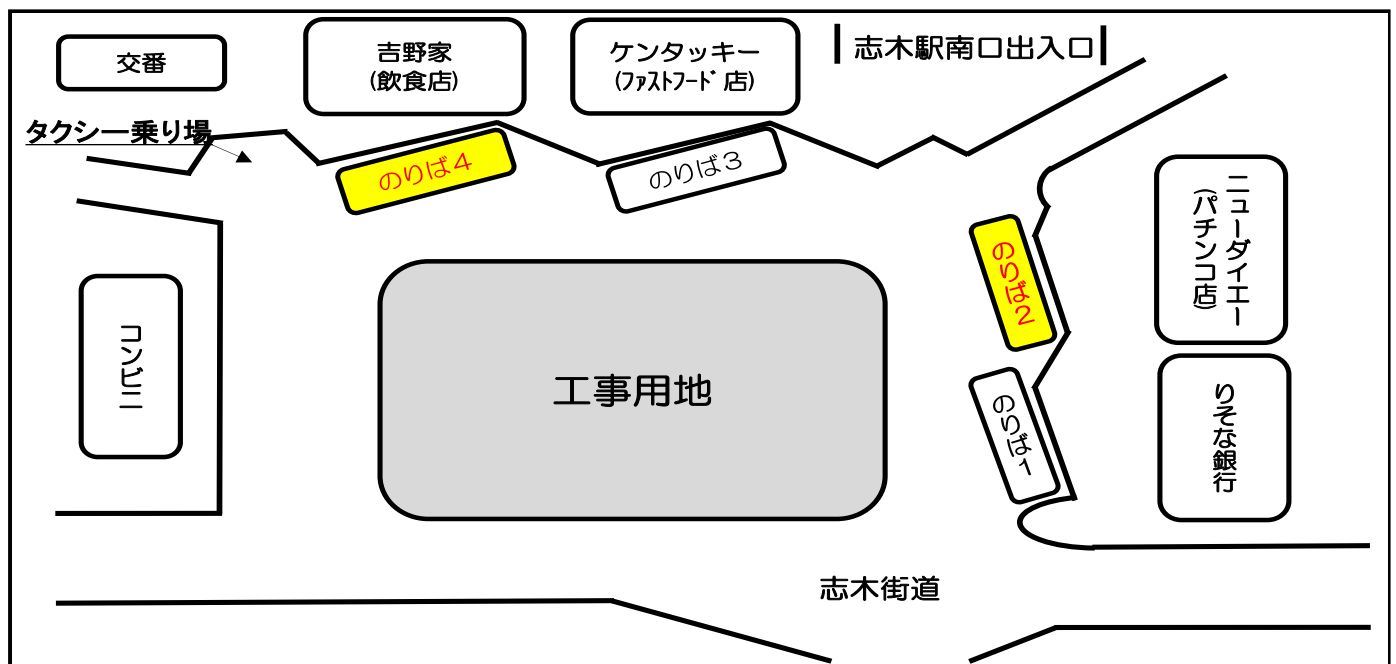 交番
吉野家
(飲食店)
ケンタッキー
(ファストフード店)
志木駅南口出入口
タクシー乗り場
のりば4
のりば3
ニューダイエー
(パチンコ店)
のりば2
コンビニ
工事用地
のりば1
りそな銀行
志木街道